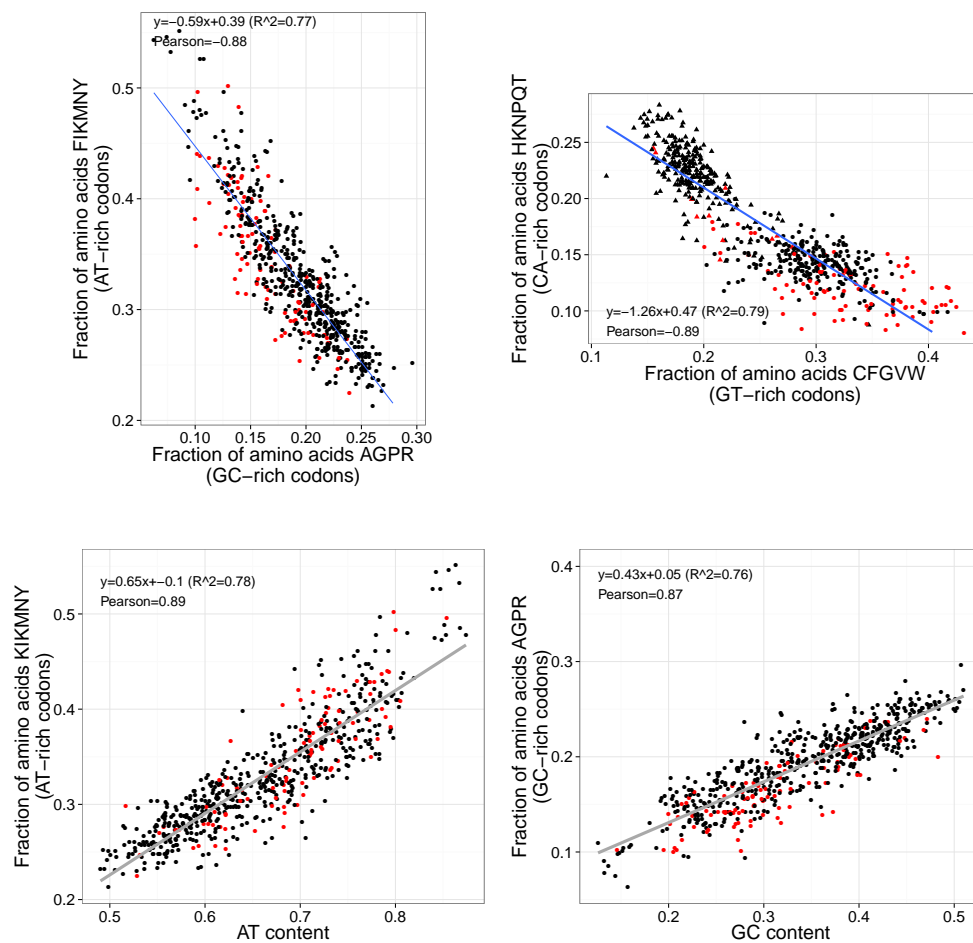 y=−0.59x+0.39 (R^2=0.77)
Pearson=−0.88
Fraction of amino acids FIKMNY
(AT−rich codons)
0.5
0.4
0.3
0.2
0.10 0.15 0.20 0.25 0.30
Fraction of amino acids AGPR
(GC−rich codons)
Fraction of amino acids HKNPQT
(CA−rich codons)
0.25
0.20
0.15
0.10
y=−1.26x+0.47 (R^2=0.79)
Pearson=−0.89
0.1 0.2 0.3 0.4
Fraction of amino acids CFGVW
(GT−rich codons)
y=0.65x+−0.1 (R^2=0.78)
Pearson=0.89
Fraction of amino acids KIKMNY
(AT−rich codons)
0.5
0.4
0.3
0.2
0.5 0.6 0.7 0.8
AT content
y=0.43x+0.05 (R^2=0.76)
Pearson=0.87
Fraction of amino acids AGPR
(GC−rich codons)
0.4
0.3
0.2
0.1
0.2 0.3 0.4 0.5
GC content